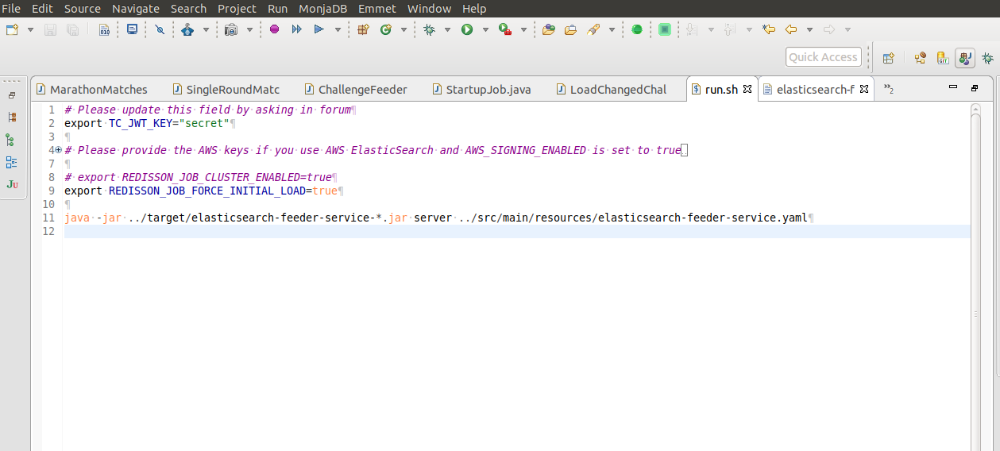 File Edit Source Navigate Search Project Run MonjaDB Emmet Window Help
010
Quick Access
GIT
J
MarathonMatches SingleRoundMatc ChallengeFeeder StartupJob.java LoadChangedChal run.sh elasticsearch-f »2
1 # Please update this field by asking in forum¶
2 export TC_JWT_KEY="secret"¶
3 ¶
4 # Please provide the AWS keys if you use AWS ElasticSearch and AWS_SIGNING_ENABLED is set to true
7 ¶
8 # export REDISSON_JOB_CLUSTER_ENABLED=true¶
9 export REDISSON_JOB_FORCE_INITIAL_LOAD=true¶
10 ¶
11 java -jar ../target/elasticsearch-feeder-service-*.jar server ../src/main/resources/elasticsearch-feeder-service.yaml¶
12
JU